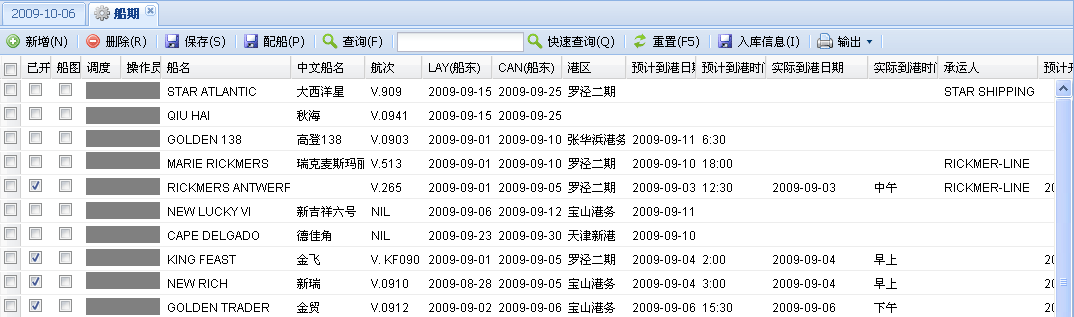 2009-10-06 船期
新增(N) 删除(R) 保存(S) 配船(P) 查询(F) 快速查询(Q) 重置(F5) 入库信息(I) 输出
已开 船图 调度 操作员 船名 中文船名 航次 LAY(船东) CAN(船东) 港区 预计到港日期 预计到港时间 实际到港日期 实际到港时间 承运人 预计开
STAR ATLANTIC 大西洋星 V.909 2009-09-15 2009-09-25 罗泾二期 STAR SHIPPING
QIU HAI 秋海 V.0941 2009-09-15 2009-09-25
GOLDEN 138 高登138 V.0903 2009-09-01 2009-09-10 张华浜港务 2009-09-11 6:30
MARIE RICKMERS 瑞克麦斯玛丽 V.513 2009-09-01 2009-09-10 罗泾二期 2009-09-10 18:00 RICKMER-LINE
RICKMERS ANTWERF V.265 2009-09-01 2009-09-05 罗泾二期 2009-09-03 12:30 2009-09-03 中午 RICKMER-LINE 20
NEW LUCKY VI 新吉祥六号 NIL 2009-09-06 2009-09-12 宝山港务 2009-09-11
CAPE DELGADO 德佳角 NIL 2009-09-23 2009-09-30 天津新港 2009-09-10
KING FEAST 金飞 V. KF090 2009-09-01 2009-09-05 罗泾二期 2009-09-04 2:00 2009-09-04 早上 20
NEW RICH 新瑞 V.0910 2009-08-28 2009-09-05 宝山港务 2009-09-04 3:00 2009-09-04 早上 20
GOLDEN TRADER 金贸 V.0912 2009-09-02 2009-09-06 宝山港务 2009-09-06 15:30 2009-09-06 下午 20